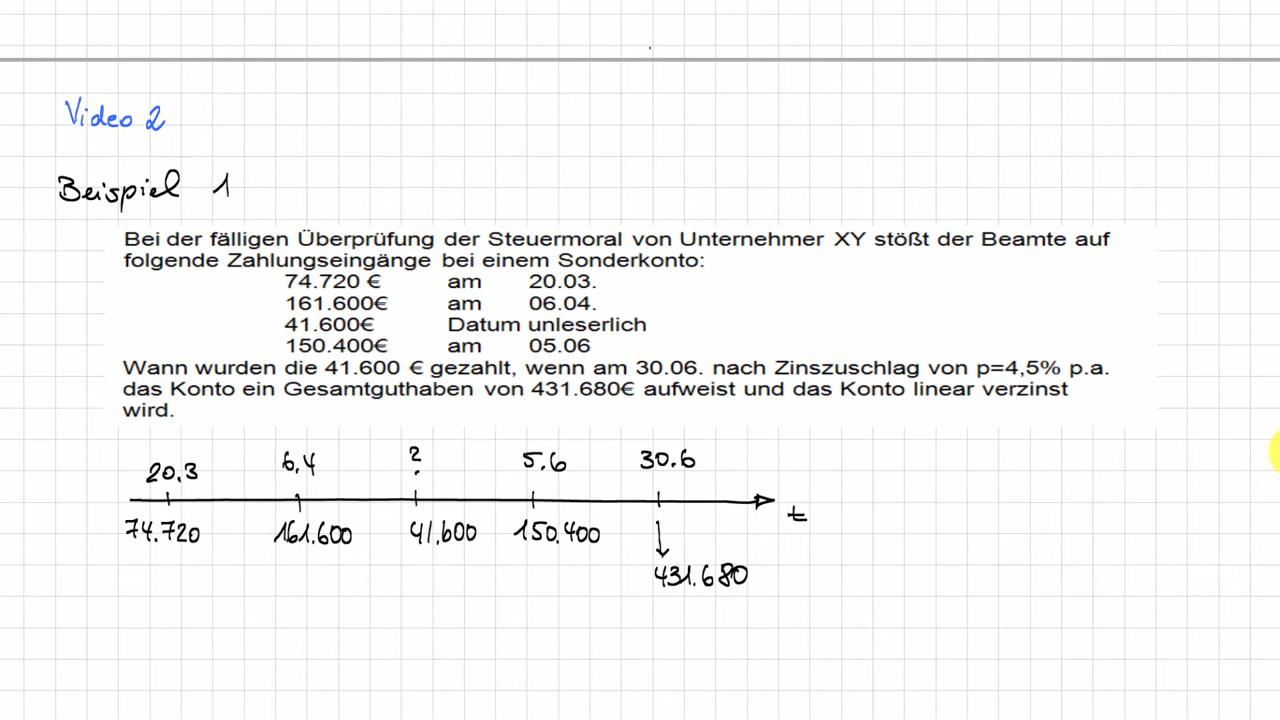 Video 2
Beispiel 1
Bei der fälligen Überprüfung der Steuermoral von Unternehmer XY stößt der Beamte auf
folgende Zahlungseingänge bei einem Sonderkonto:
74.720 € am 20.03.
161.600€ am 06.04.
41.600€ Datum unleserlich
150.400€ am 05.06
Wann wurden die 41.600 € gezahlt, wenn am 30.06. nach Zinszuschlag von p=4,5% p.a.
das Konto ein Gesamtguthaben von 431.680€ aufweist und das Konto linear verzinst
wird.
20.3 6.4 ? 5.6 30.6
t
74.720 161.600 41.600 150.400
431.680